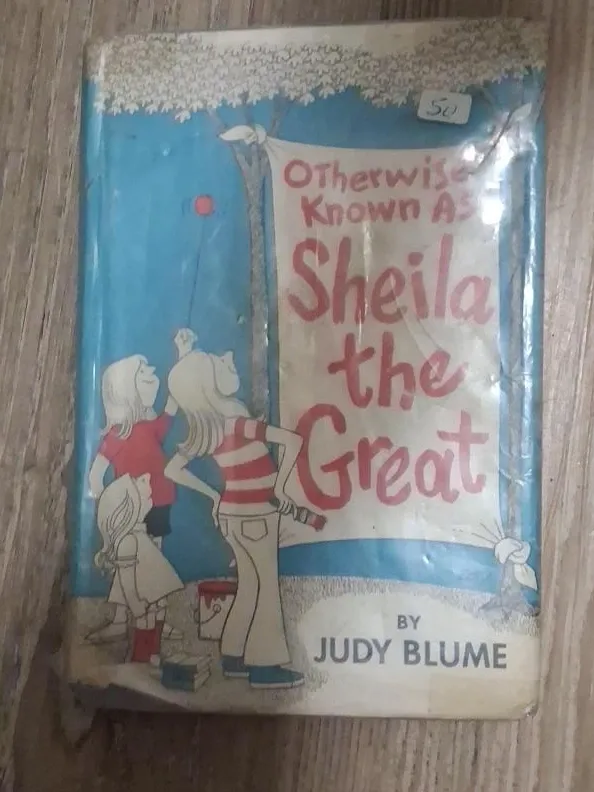 50
Otherwise
Known As
Sheila
the
Great
BY
JUDY BLUME